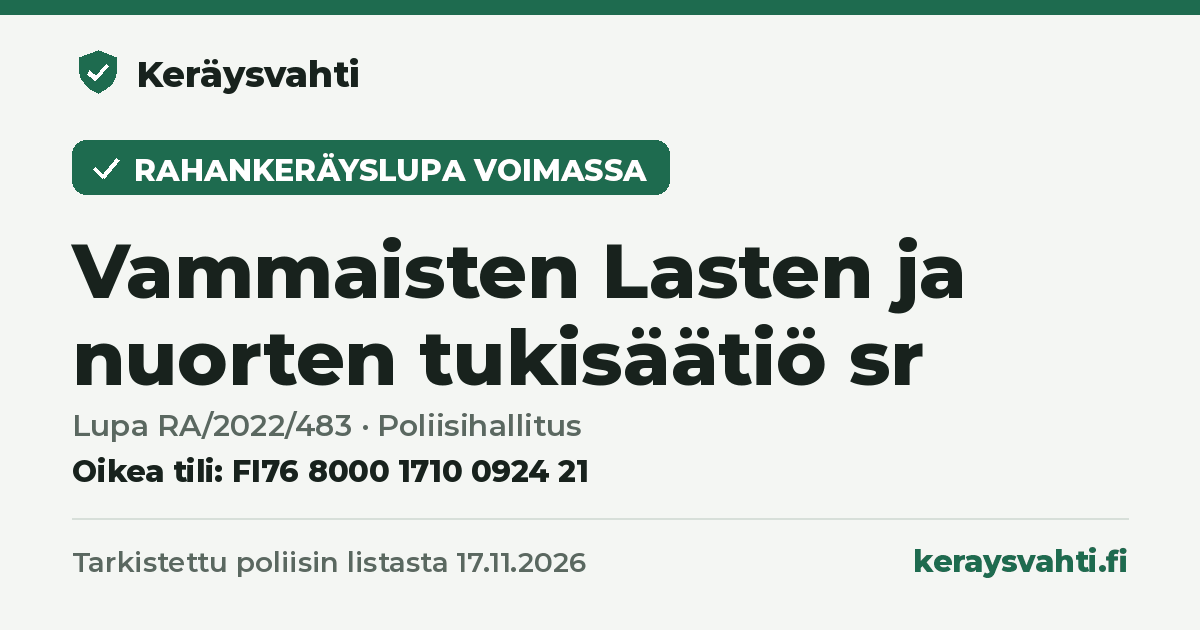 Keräysvahti
RAHANKERÄYSLUPA VOIMASSA
Vammaisten Lasten ja
nuorten tukisäätiö sr
Lupa RA/2022/483 · Poliisihallitus
Oikea tili: FI76 8000 1710 0924 21
Tarkistettu poliisin listasta 17.11.2026
keraysvahti.fi